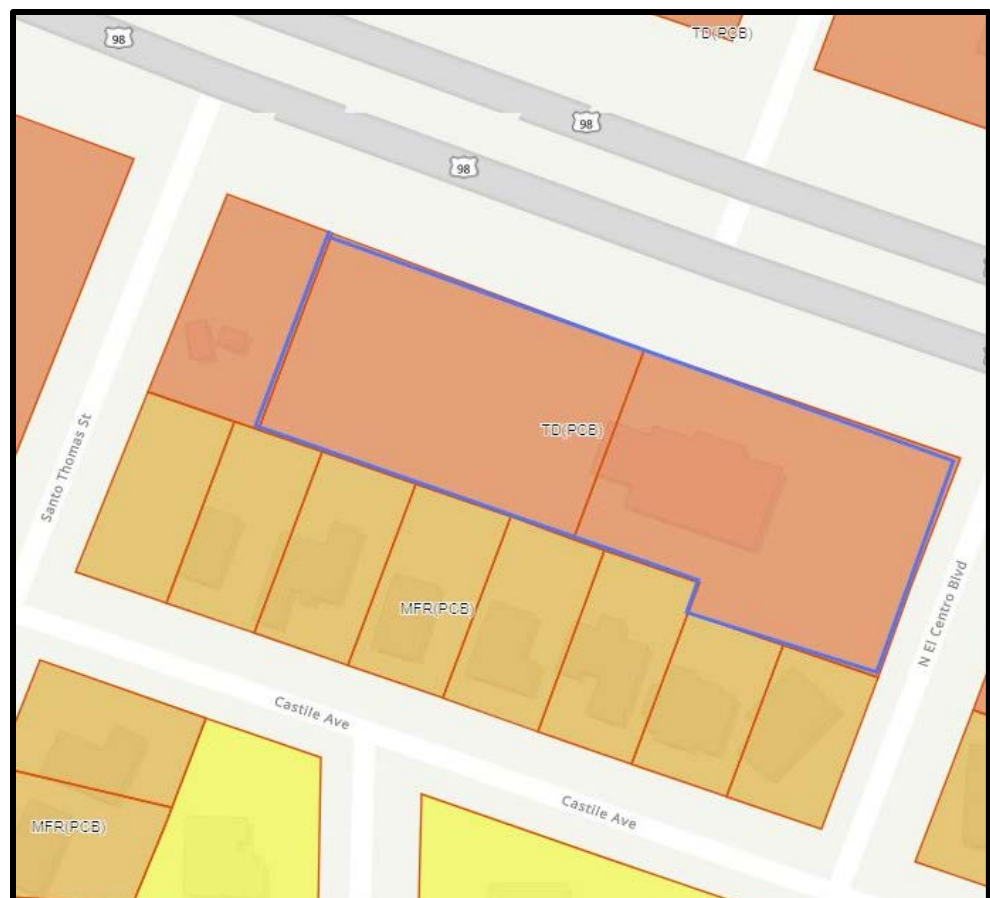 TD(PCB)
98
98
98
TD(PCB)
Santo Thomas St
N El Centro Blvd
MFR(PCB)
Castile Ave
Castile Ave
MFR(PCB)